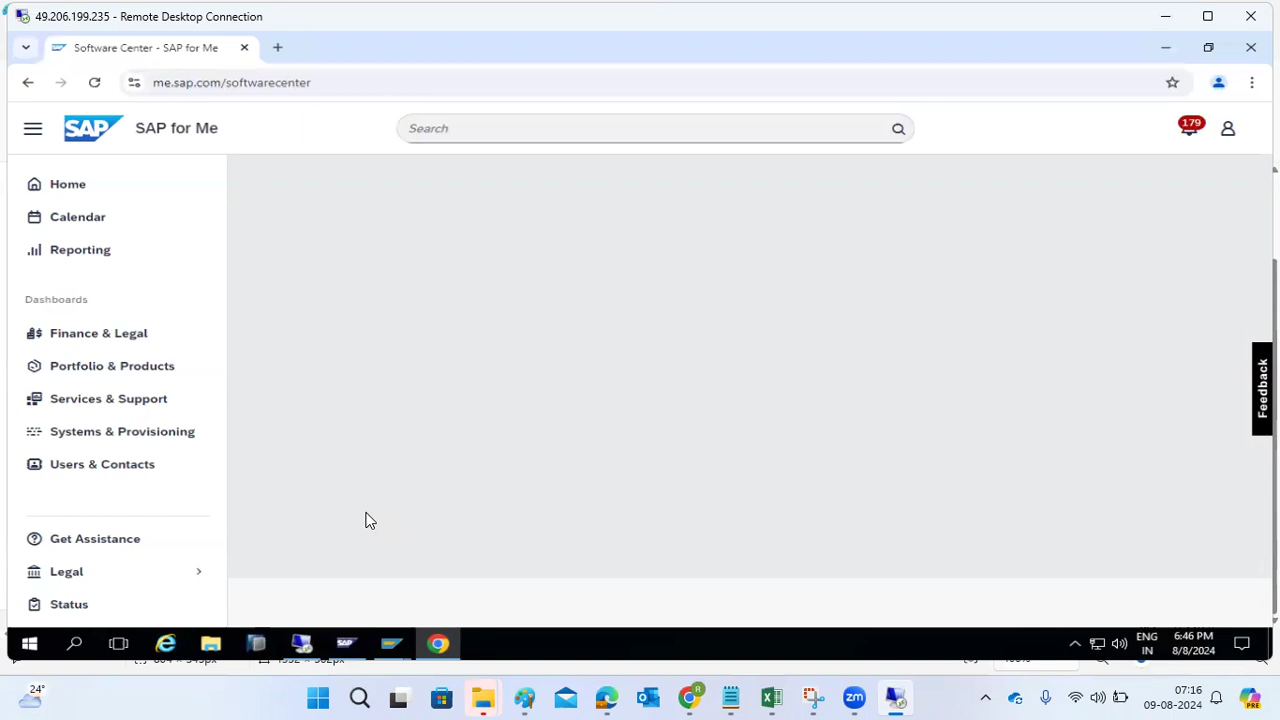 49.206.199.235 - Remote Desktop Connection
Software Center - SAP for Me
me.sap.com/softwarecenter
SAP
SAP for Me
Search
179
Home
Calendar
Reporting
Dashboards
Finance & Legal
Portfolio & Products
Services & Support
Systems & Provisioning
Users & Contacts
Feedback
Get Assistance
Legal
Status
ENG
IN
6:46 PM
8/8/2024
24°
07:16
09-08-2024